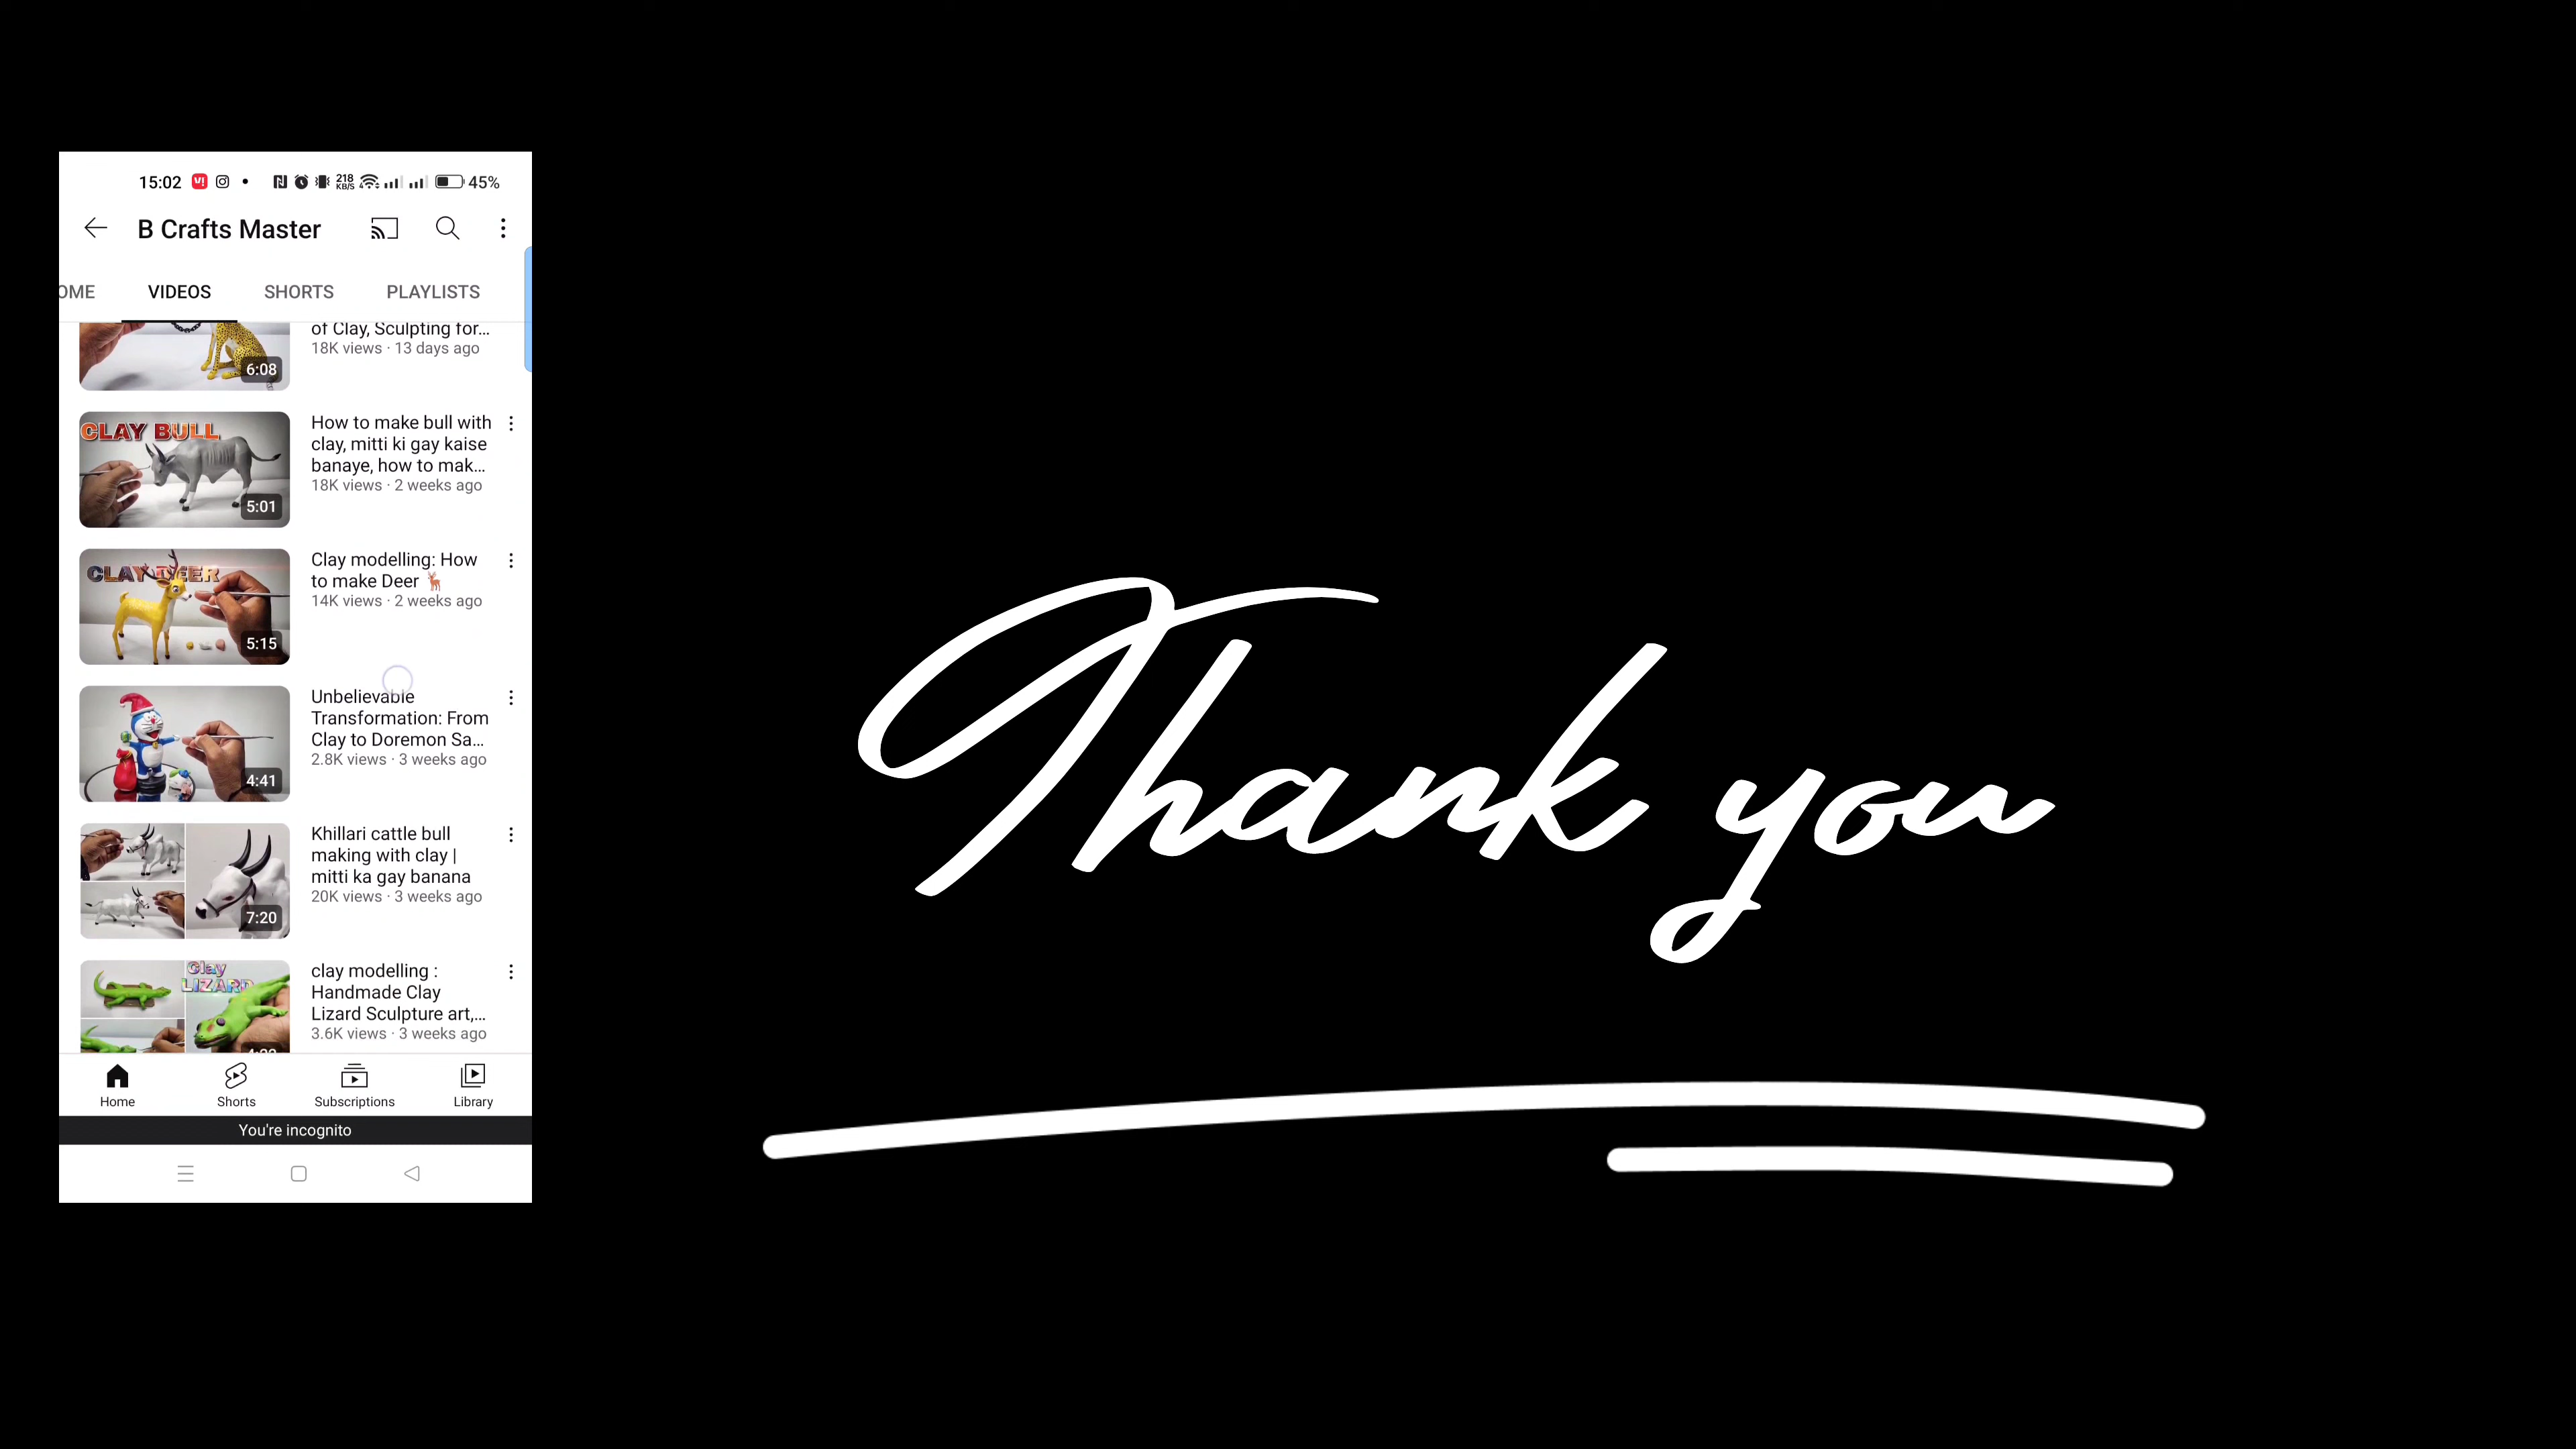 15:02 218 KB/S 45%
B Crafts Master
OME VIDEOS SHORTS PLAYLISTS
of Clay, Sculpting for...
18K views · 13 days ago
6:08
CLAY BULL
5:01
How to make bull with
clay, mitti ki gay kaise
banaye, how to mak...
18K views · 2 weeks ago
CLAY DEER
5:15
Clay modelling: How
to make Deer 🦌
14K views · 2 weeks ago
4:41
Unbelievable
Transformation: From
Clay to Doremon Sa...
2.8K views · 3 weeks ago
7:20
Khillari cattle bull
making with clay |
mitti ka gay banana
20K views · 3 weeks ago
Clay
LIZARD
clay modelling :
Handmade Clay
Lizard Sculpture art,...
3.6K views · 3 weeks ago
Home Shorts Subscriptions Library
You're incognito
Thank you